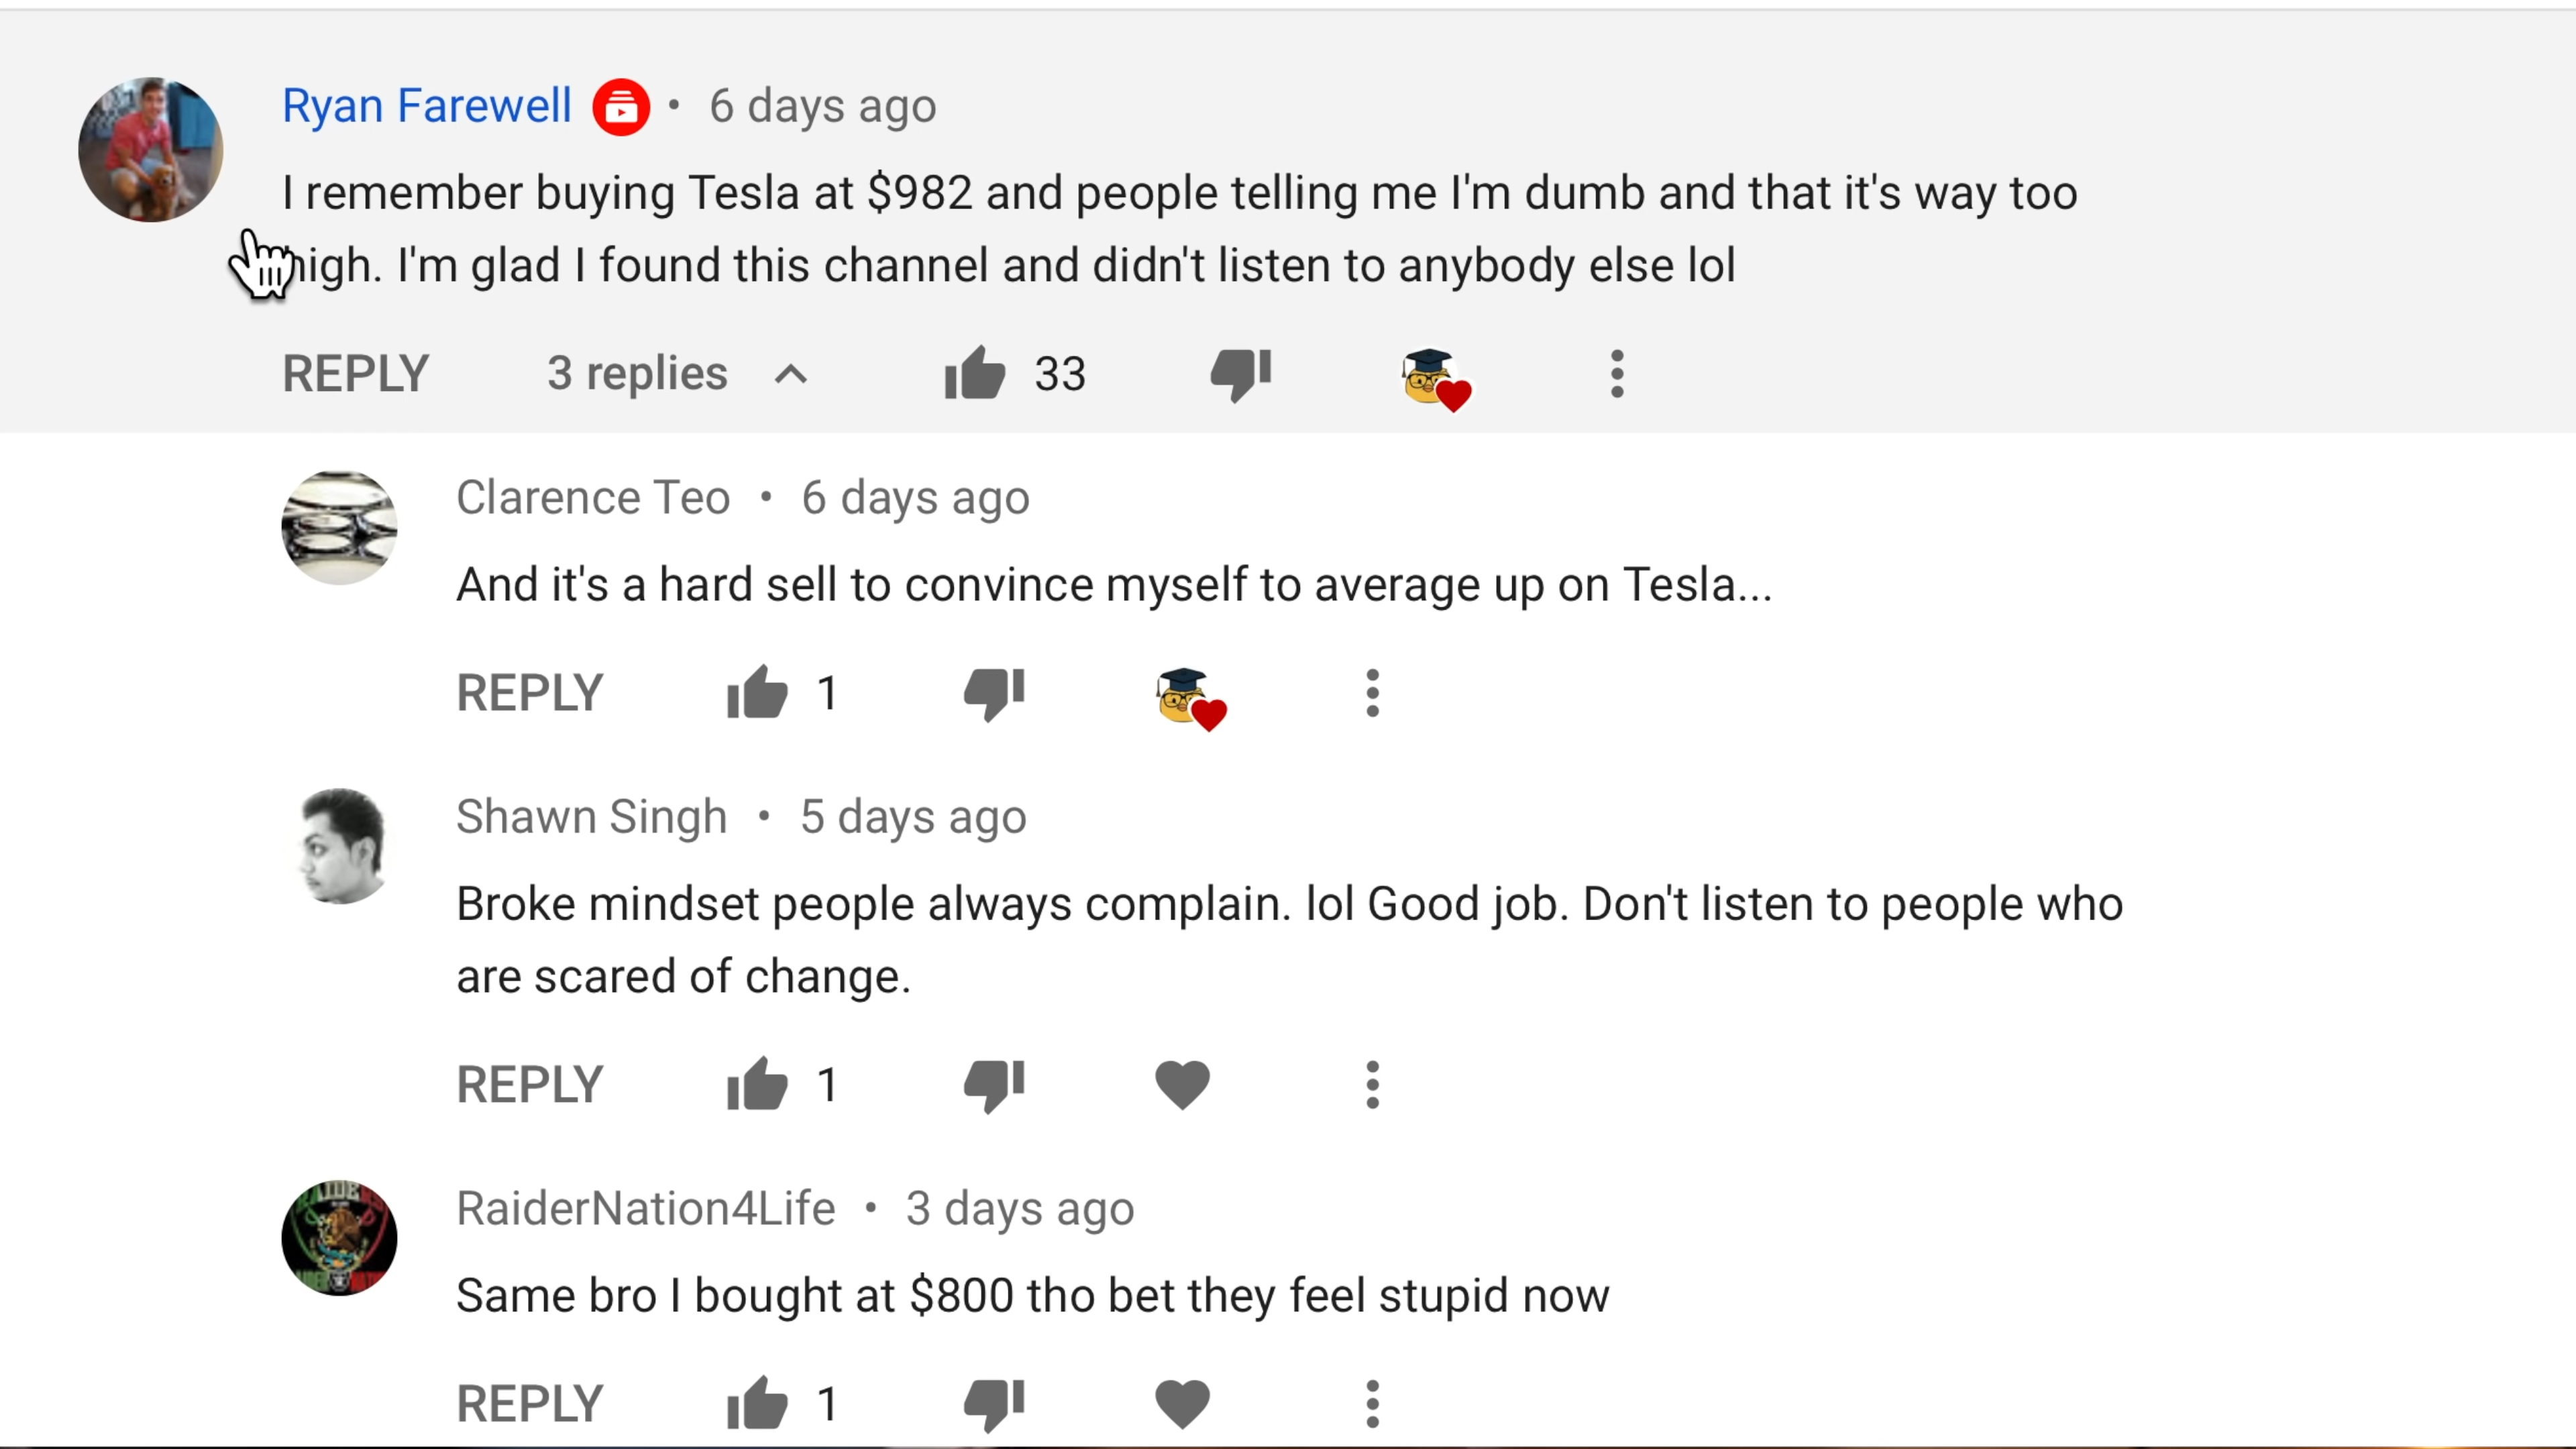 Ryan Farewell • 6 days ago
I remember buying Tesla at $982 and people telling me I'm dumb and that it's way too
high. I'm glad I found this channel and didn't listen to anybody else lol
REPLY 3 replies 33
Clarence Teo • 6 days ago
And it's a hard sell to convince myself to average up on Tesla...
REPLY 1
Shawn Singh • 5 days ago
Broke mindset people always complain. lol Good job. Don't listen to people who
are scared of change.
REPLY 1
RaiderNation4Life • 3 days ago
Same bro I bought at $800 tho bet they feel stupid now
REPLY 1